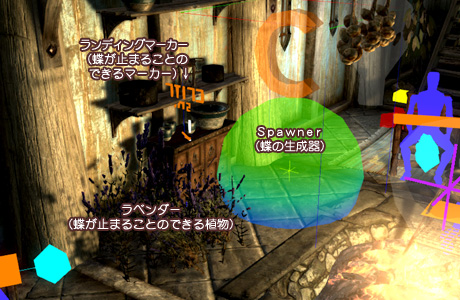 ランディングマーカー
(蝶が止まることの
できるマーカー)↓
Spawner
(蝶の生成器)
ラベンダー
(蝶が止まることのできる植物)